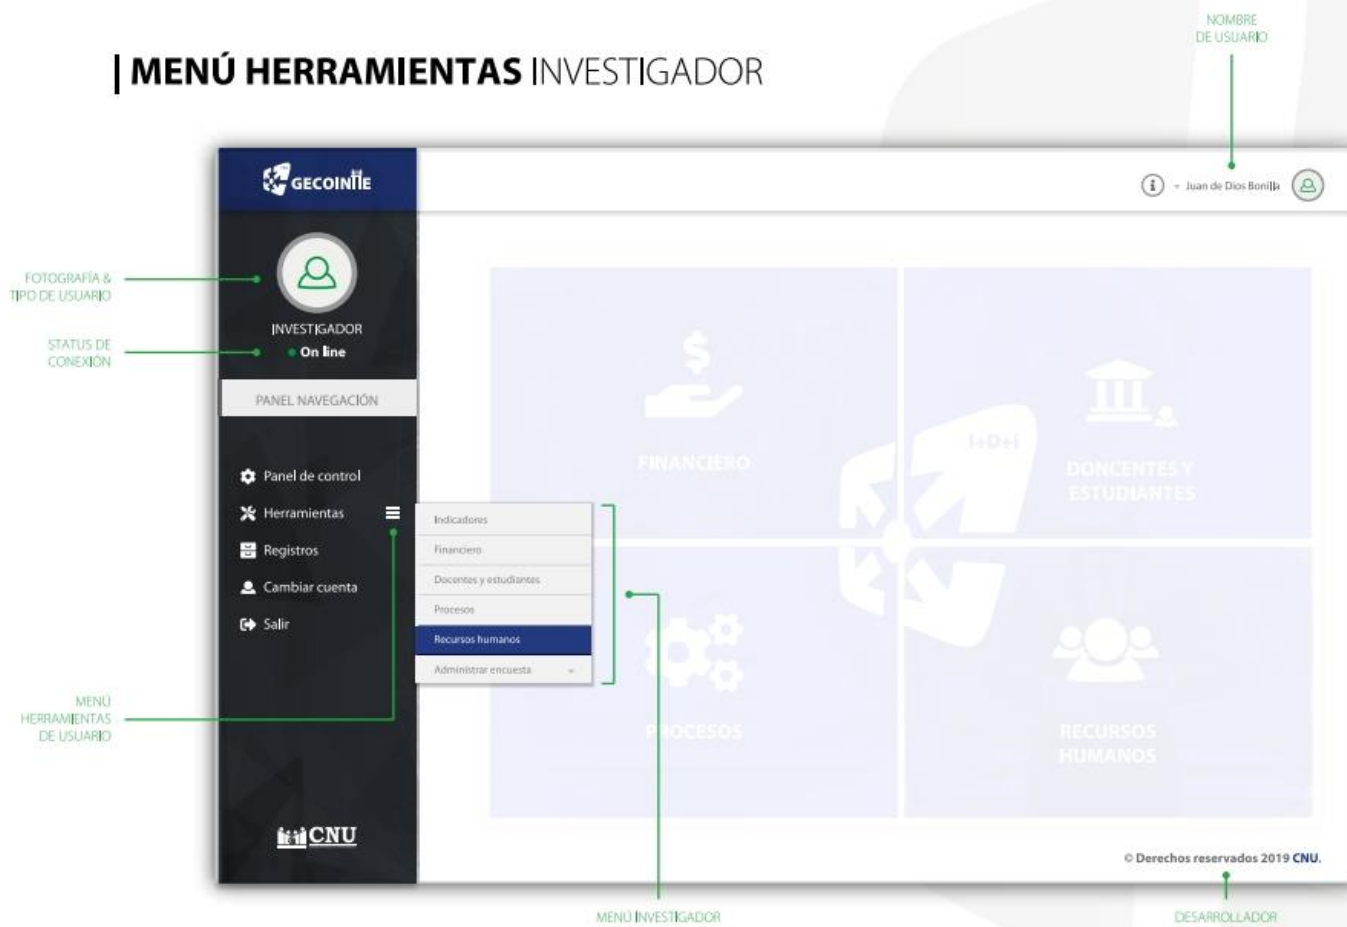 NOMBRE
DE USUARIO
| MENÚ HERRAMIENTAS INVESTIGADOR
GECOINTIE
Juan de Dios Bonilla
FOTOGRAFÍA &
TIPO DE USUARIO
INVESTIGADOR
STATUS DE
CONEXIÓN
On line
PANEL NAVEGACIÓN
Panel de control
Herramientas
Registros
Cambiar cuenta
Salir
Indicadores
Financiero
Docentes y estudiantes
Procesos
Recursos humanos
Administrar encuesta
FINANCIERO
I+D+i
DONCENTES Y
ESTUDIANTES
PROCESOS
RECURSOS
HUMANOS
MENÚ
HERRAMIENTAS
DE USUARIO
CNU
© Derechos reservados 2019 CNU.
MENÚ INVESTIGADOR
DESARROLLADOR